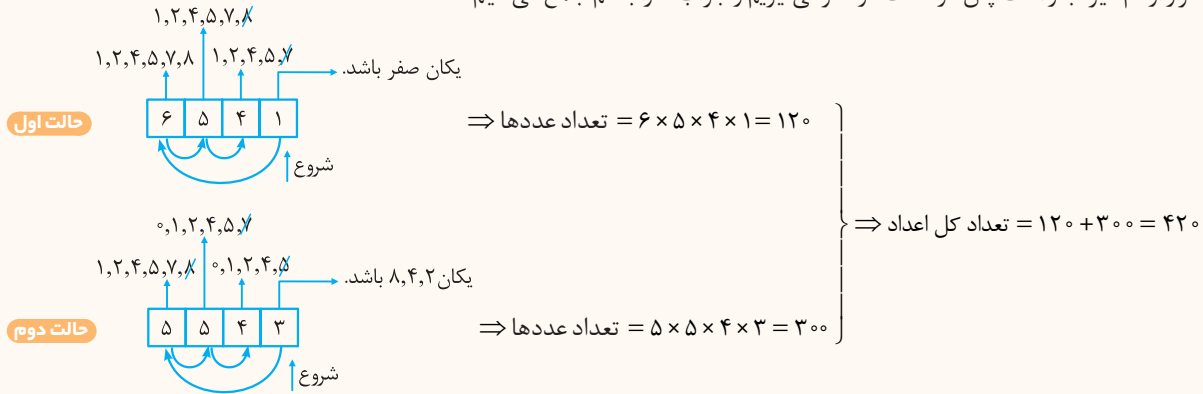 ۱,۲,۴,۵,۷,۸
۱,۲,۴,۵,۷,۸ ۱,۲,۴,۵,۷
یکان صفر باشد.
حالت اول
۶ ۵ ۴ ۱
⇒ تعداد عددها = ۶ × ۵ × ۴ × ۱ = ۱۲۰
شروع
⇒ تعداد کل اعداد = ۱۲۰ + ۳۰۰ = ۴۲۰
۰,۱,۲,۴,۵,۷
۱,۲,۴,۵,۷,۸ ۰,۱,۲,۴,۵
یکان ۸,۴,۲ باشد.
حالت دوم
۵ ۵ ۴ ۳
⇒ تعداد عددها = ۵ × ۵ × ۴ × ۳ = ۳۰۰
شروع